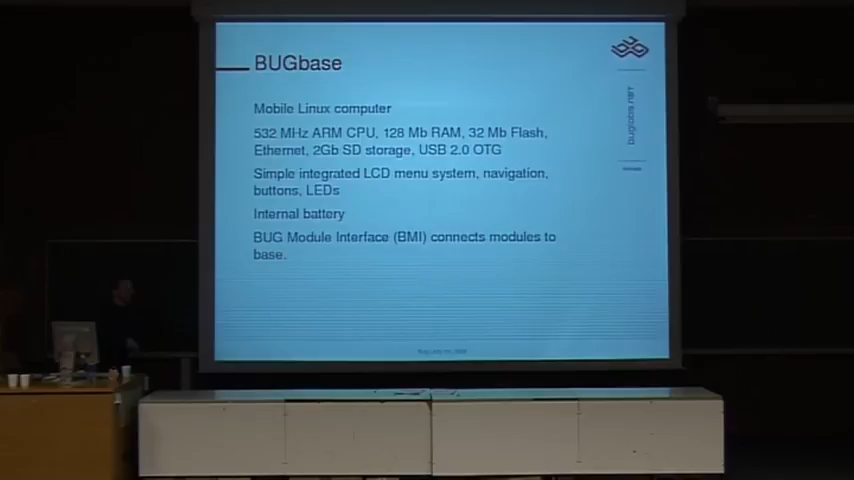 BUGbase
Mobile Linux computer
532 MHz ARM CPU, 128 Mb RAM, 32 Mb Flash,
Ethernet, 2Gb SD storage, USB 2.0 OTG
Simple integrated LCD menu system, navigation,
buttons, LEDs
Internal battery
BUG Module Interface (BMI) connects modules to
base.